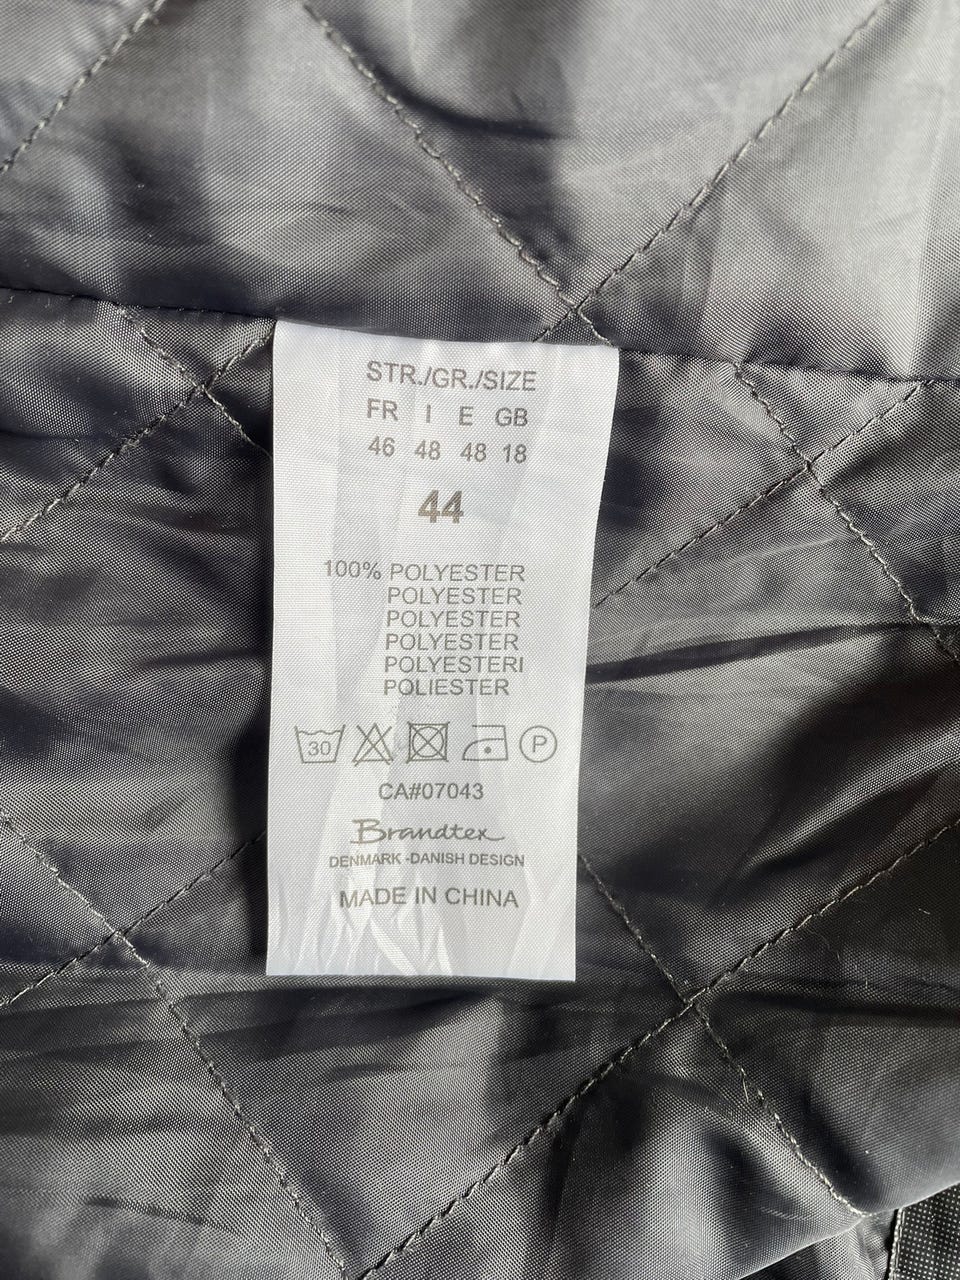 STR./GR./SIZE
FR I E GB
46 48 48 18
44
100% POLYESTER
POLYESTER
POLYESTER
POLYESTER
POLYESTERI
POLIESTER
30 P
CA#07043
Brandtex
DENMARK -DANISH DESIGN
MADE IN CHINA